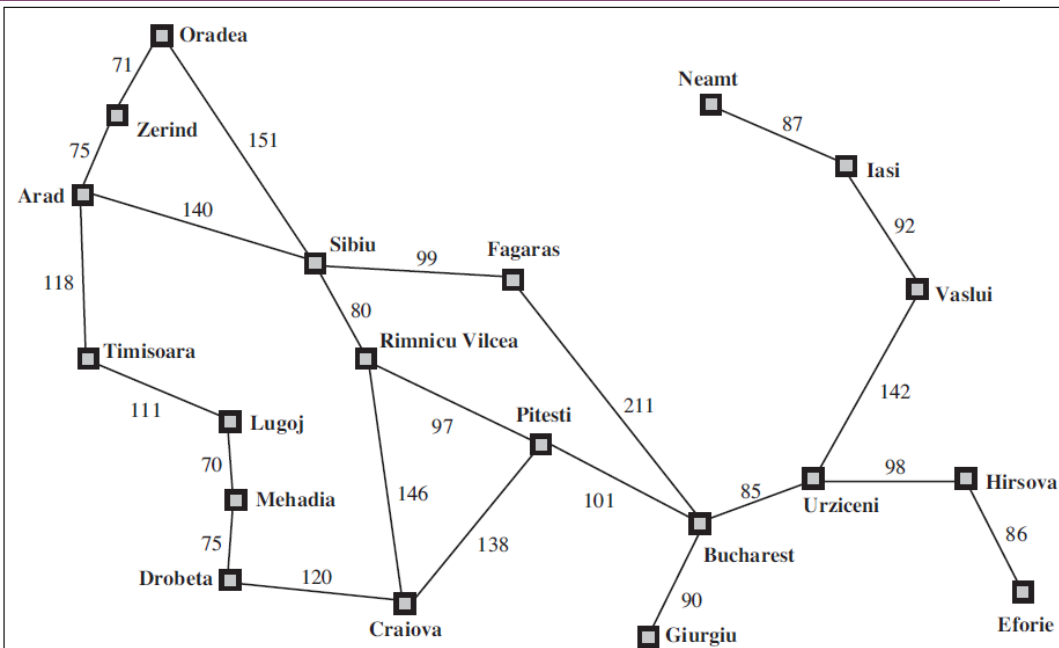 Oradea
71
Neamt
87
Zerind
151
75
Iasi
Arad
140
92
Sibiu
Fagaras
99
118
Vaslui
80
Rimnicu Vilcea
Timisoara
142
111
211
Pitesti
Lugoj
97
70
98
Hirsova
85
Mehadia
146
101
Urziceni
86
138
75
Bucharest
Drobeta
120
90
Eforie
Craiova
Giurgiu